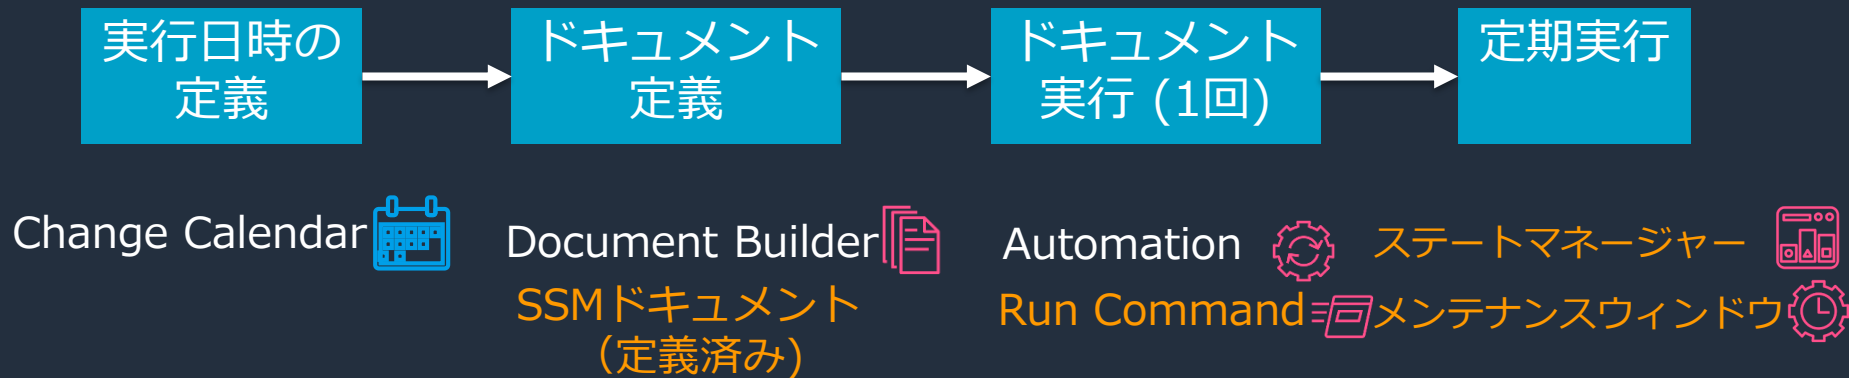 実行日時の
定義
ドキュメント
定義
ドキュメント
実行 (1回)
定期実行
Change Calendar
Document Builder
SSMドキュメント
（定義済み)
Automation
Run Command
ステートマネージャー
メンテナンスウィンドウ